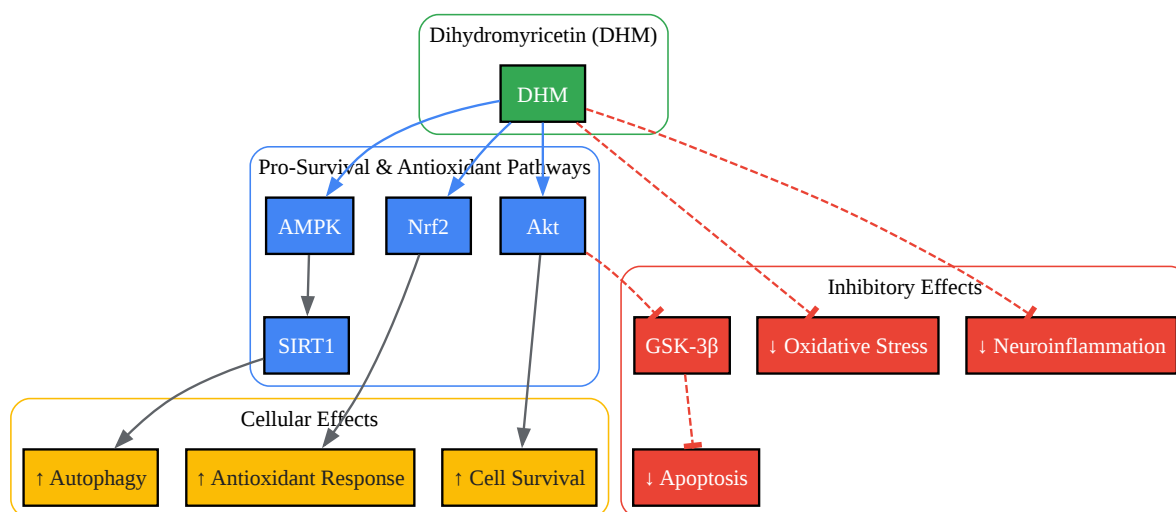 Dihydromyricetin (DHM)
DHM
Pro-Survival & Antioxidant Pathways
AMPK
Nrf2
Akt
Inhibitory Effects
SIRT1
GSK-3β
↓ Oxidative Stress
↓ Neuroinflammation
Cellular Effects
↑ Autophagy
↑ Antioxidant Response
↑ Cell Survival
↓ Apoptosis